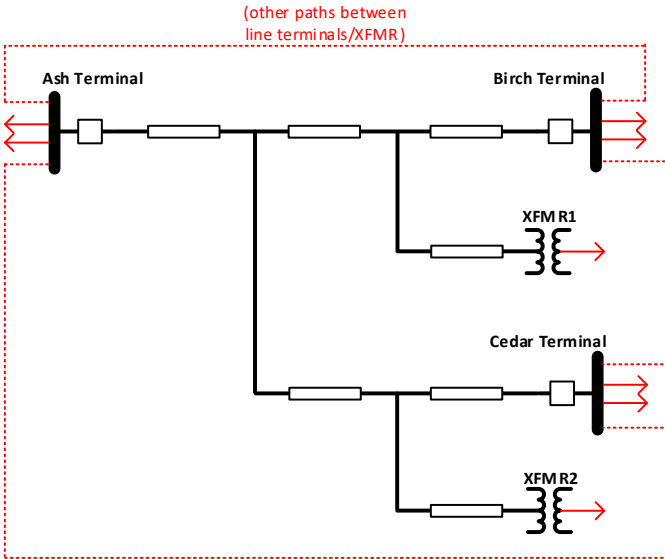 (other paths between
line terminals/XFMR)
Ash Terminal
Birch Terminal
XFMR1
Cedar Terminal
XFMR2